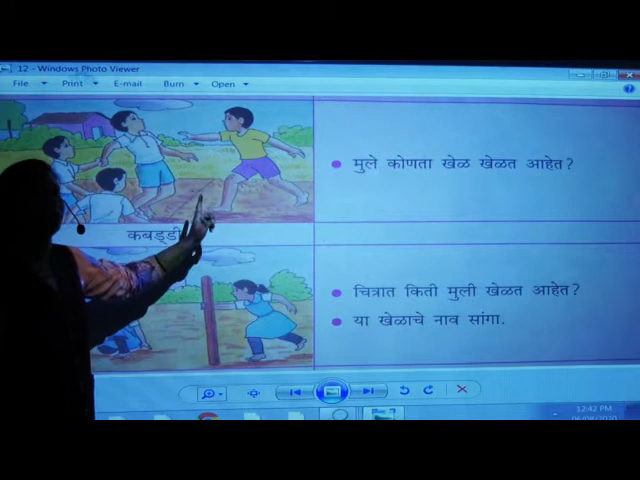 12 - Windows Photo Viewer
File Print E-mail Burn Open
मुले कोणता खेळ खेळत आहेत?
कबड्डी
चित्रात किती मुली खेळत आहेत?
या खेळाचे नाव सांगा.
12:42 PM